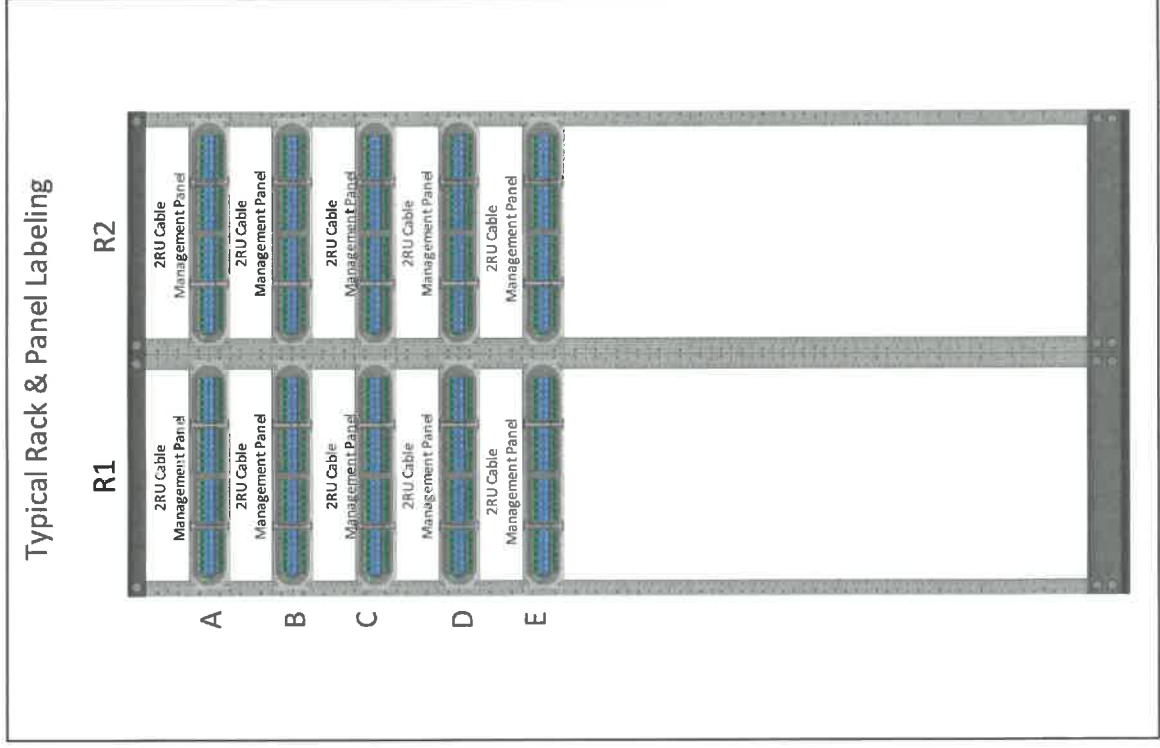 Typical Rack & Panel Labeling
R1
R2
2RU Cable
Management Panel
2RU Cable
Management Panel
A
2RU Cable
Management Panel
2RU Cable
Management Panel
B
2RU Cable
Management Panel
2RU Cable
Management Panel
C
2RU Cable
Management Panel
2RU Cable
Management Panel
D
2RU Cable
Management Panel
2RU Cable
Management Panel
E